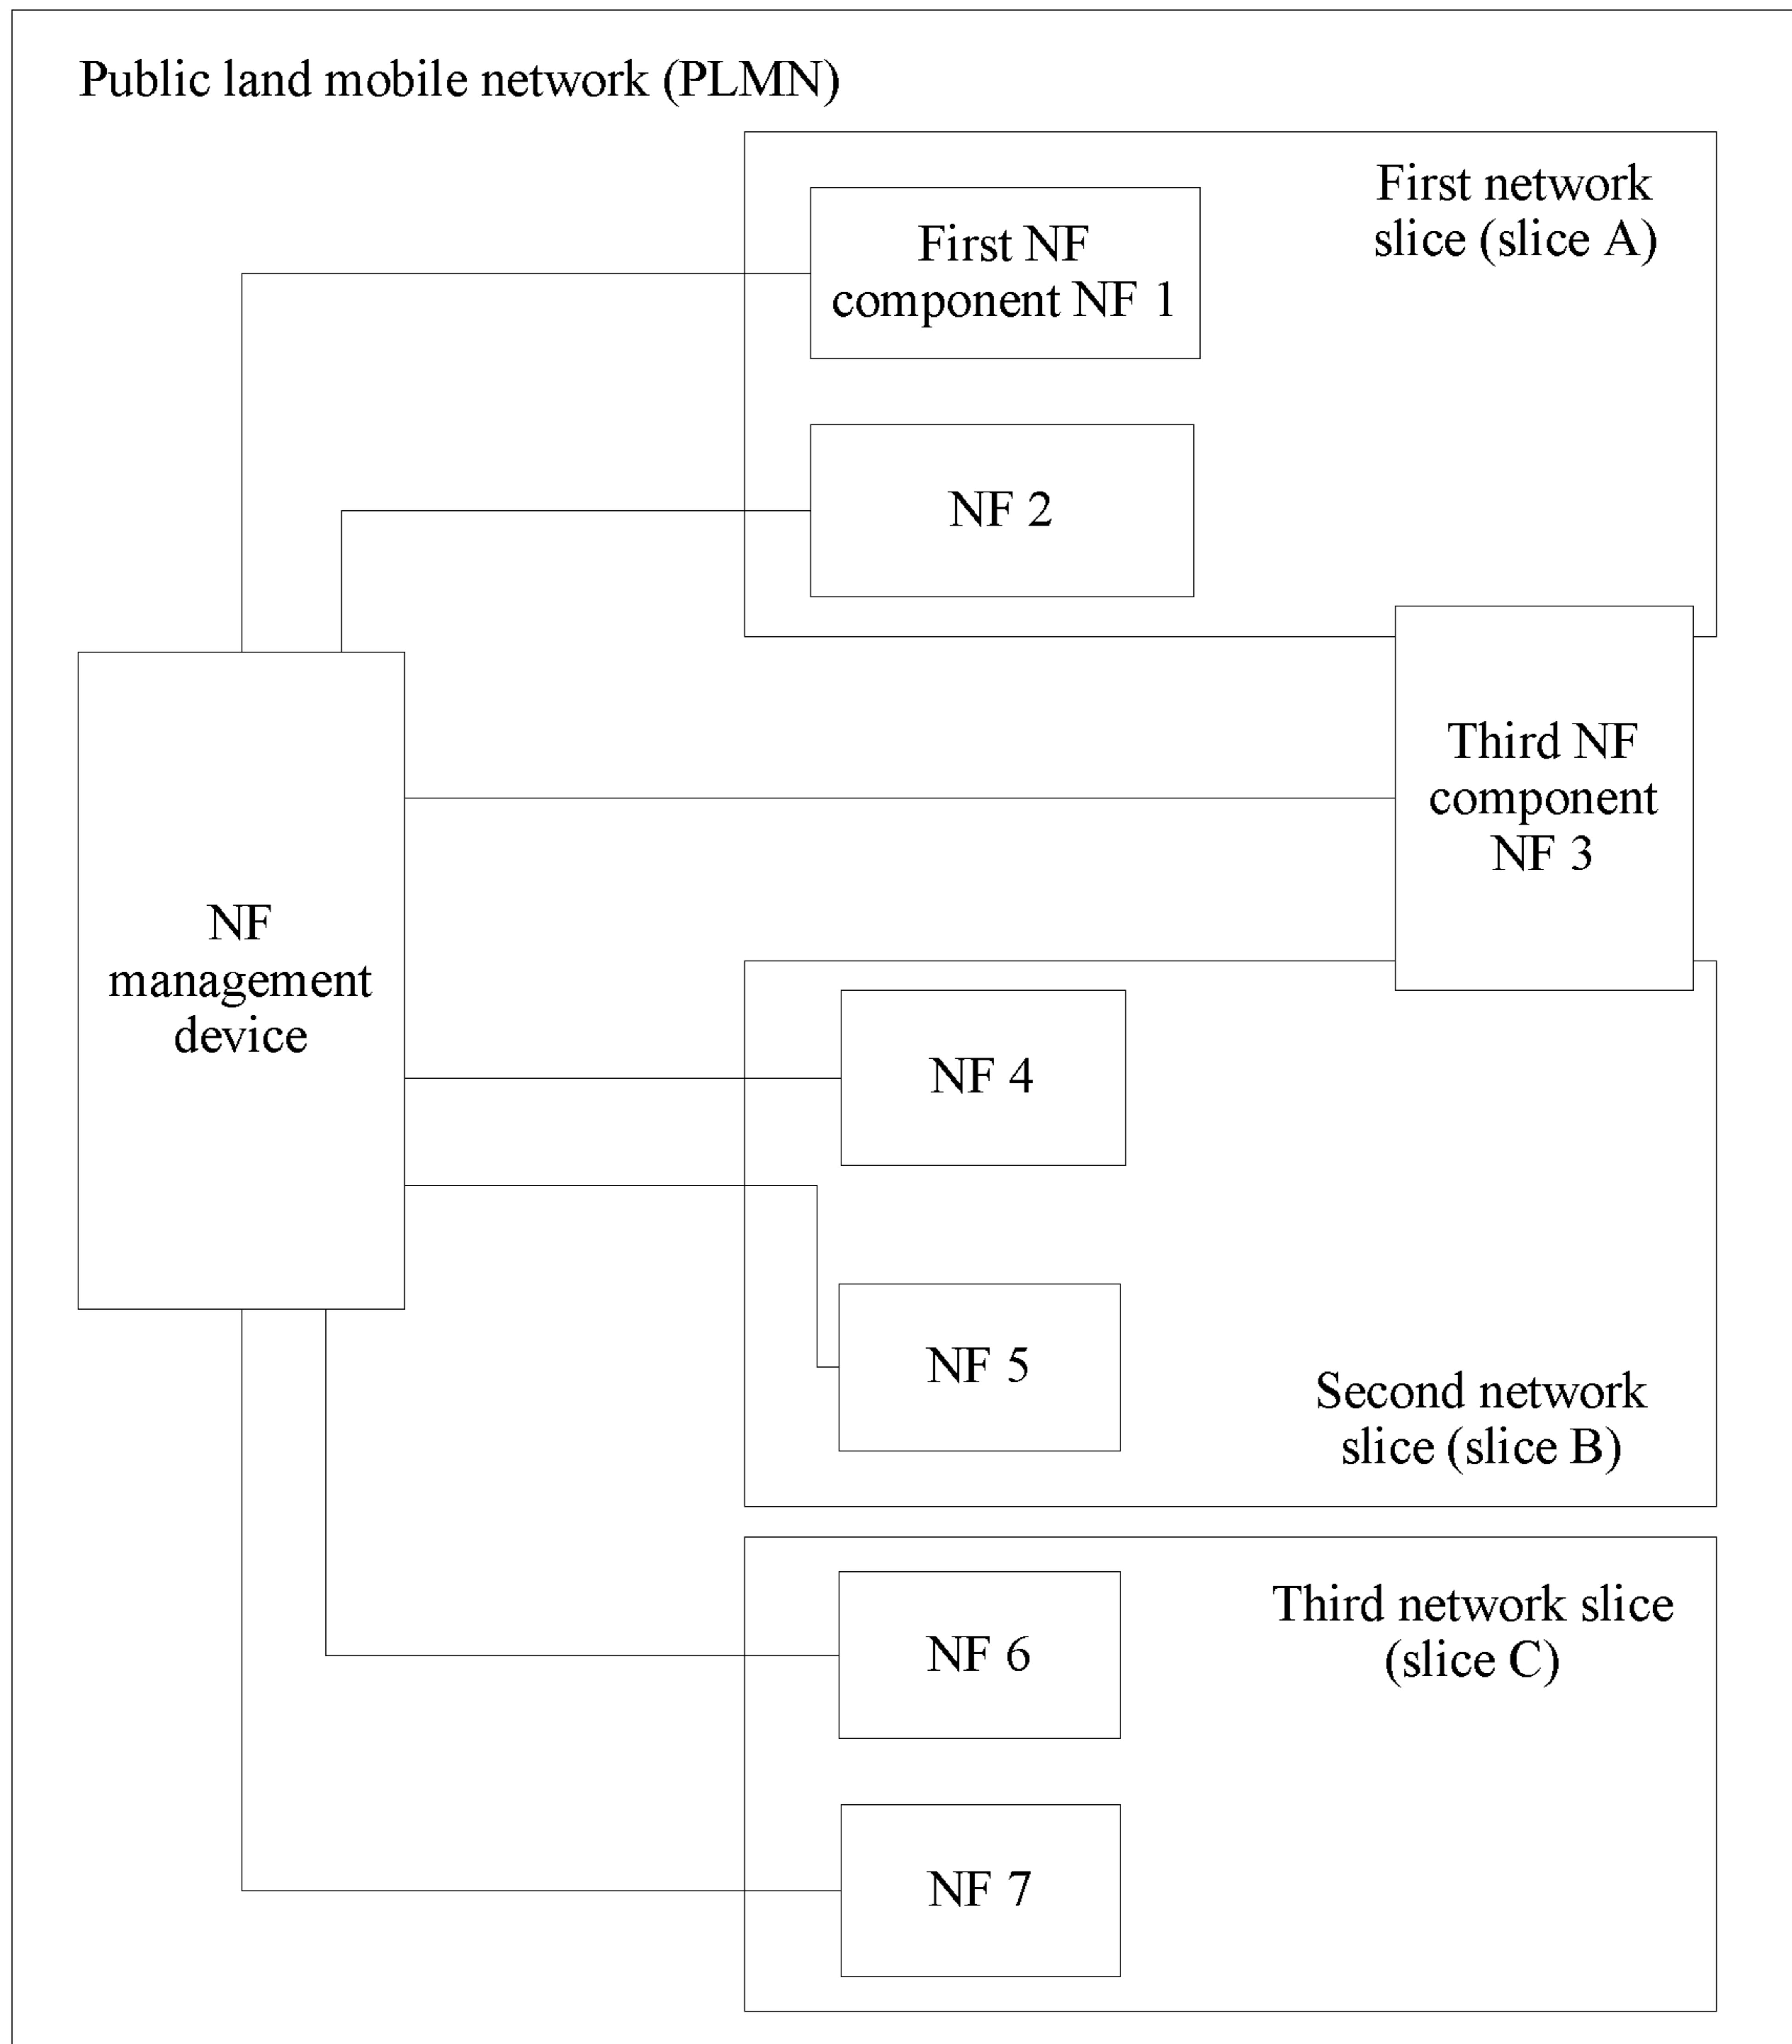 Public land mobile network (PLMN)
First network
slice (slice A)
First NF
component NF 1
NF 2
Third NF
component
NF 3
NF
management
device
NF 4
NF 5
Second network
slice (slice B)
Third network slice
(slice C)
NF 6
NF 7